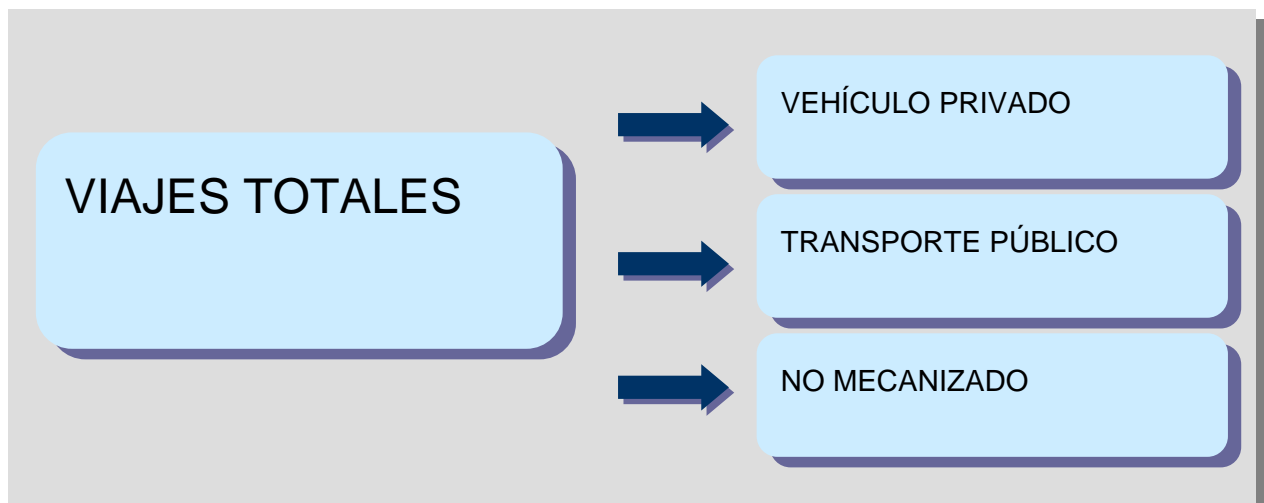 VIAJES TOTALES
VEHÍCULO PRIVADO
TRANSPORTE PÚBLICO
NO MECANIZADO